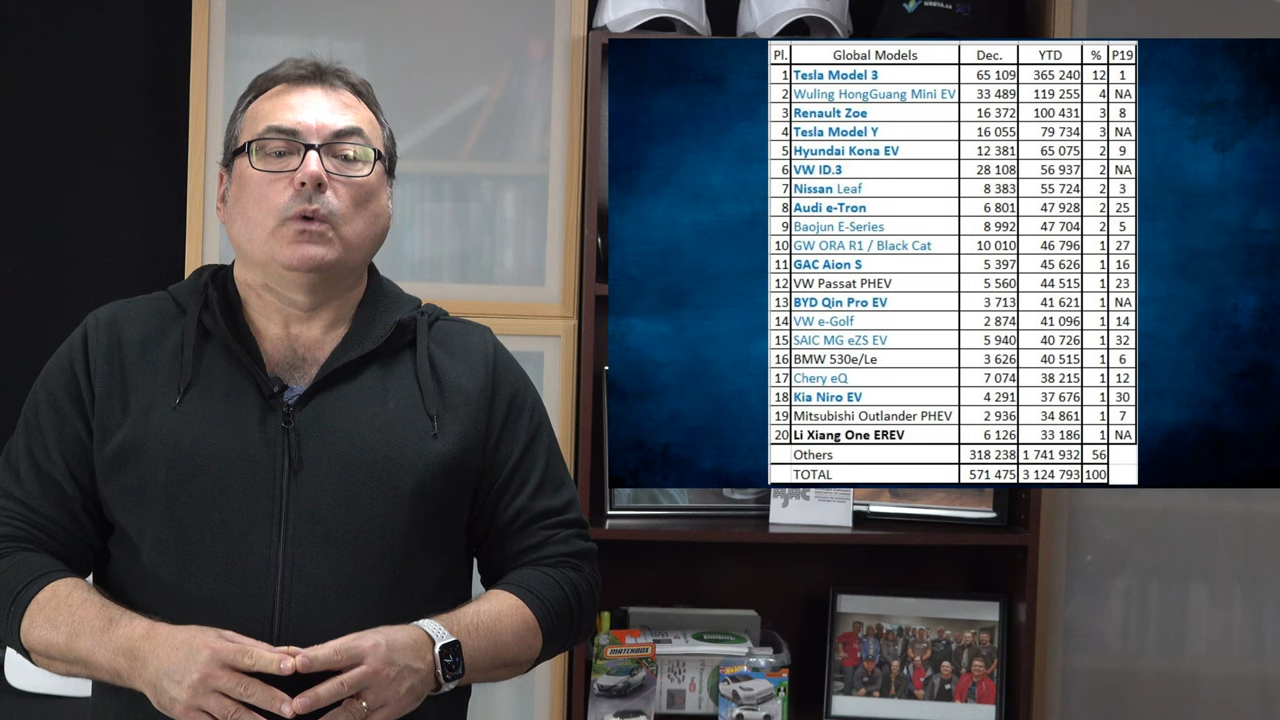 NREVA.ca
Pl. Global Models Dec. YTD % P19
1 Tesla Model 3 65 109 365 240 12 1
2 Wuling HongGuang Mini EV 33 489 119 255 4 NA
3 Renault Zoe 16 372 100 431 3 8
4 Tesla Model Y 16 055 79 734 3 NA
5 Hyundai Kona EV 12 381 65 075 2 9
6 VW ID.3 28 108 56 937 2 NA
7 Nissan Leaf 8 383 55 724 2 3
8 Audi e-Tron 6 801 47 928 2 25
9 Baojun E-Series 8 992 47 704 2 5
10 GW ORA R1 / Black Cat 10 010 46 796 1 27
11 GAC Aion S 5 397 45 626 1 16
12 VW Passat PHEV 5 560 44 515 1 23
13 BYD Qin Pro EV 3 713 41 621 1 NA
14 VW e-Golf 2 874 41 096 1 14
15 SAIC MG eZS EV 5 940 40 726 1 32
16 BMW 530e/Le 3 626 40 515 1 6
17 Chery eQ 7 074 38 215 1 12
18 Kia Niro EV 4 291 37 676 1 30
19 Mitsubishi Outlander PHEV 2 936 34 861 1 7
20 Li Xiang One EREV 6 126 33 186 1 NA
Others 318 238 1 741 932 56
TOTAL 571 475 3 124 793 100
AJAC
MATCHBOX